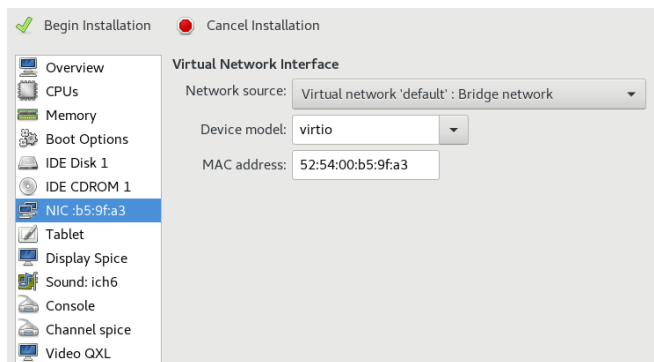 Begin Installation Cancel Installation
Overview
CPUs
Memory
Boot Options
IDE Disk 1
IDE CDROM 1
NIC :b5:9f:a3
Tablet
Display Spice
Sound: ich6
Console
Channel spice
Video QXL
Virtual Network Interface
Network source: Virtual network 'default' : Bridge network
Device model: virtio
MAC address: 52:54:00:b5:9f:a3